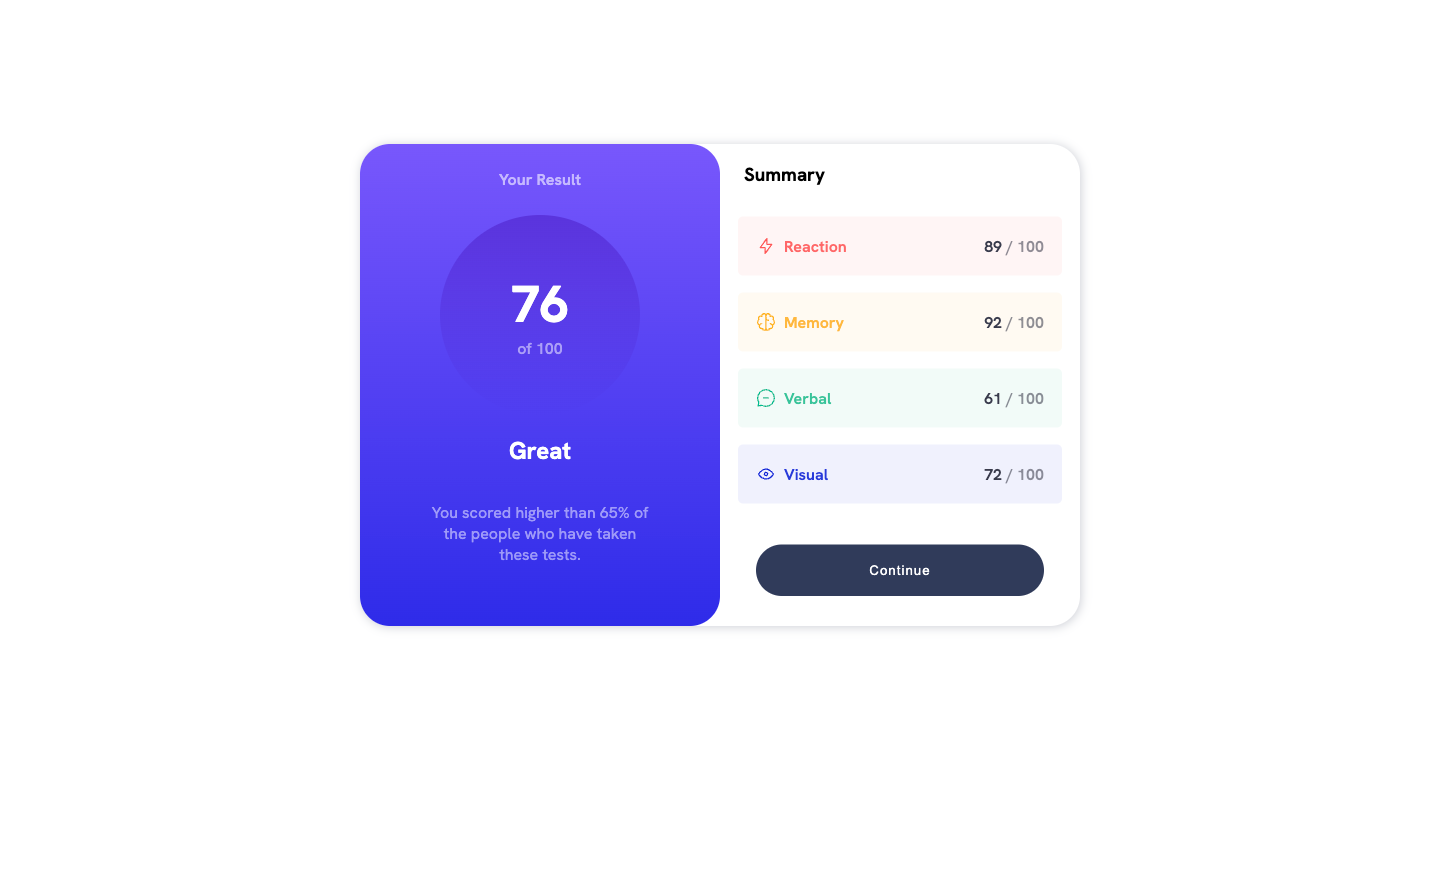 Your Result
76
of 100
Great
You scored higher than 65% of
the people who have taken
these tests.
Summary
Reaction 89 / 100
Memory 92 / 100
Verbal 61 / 100
Visual 72 / 100
Continue